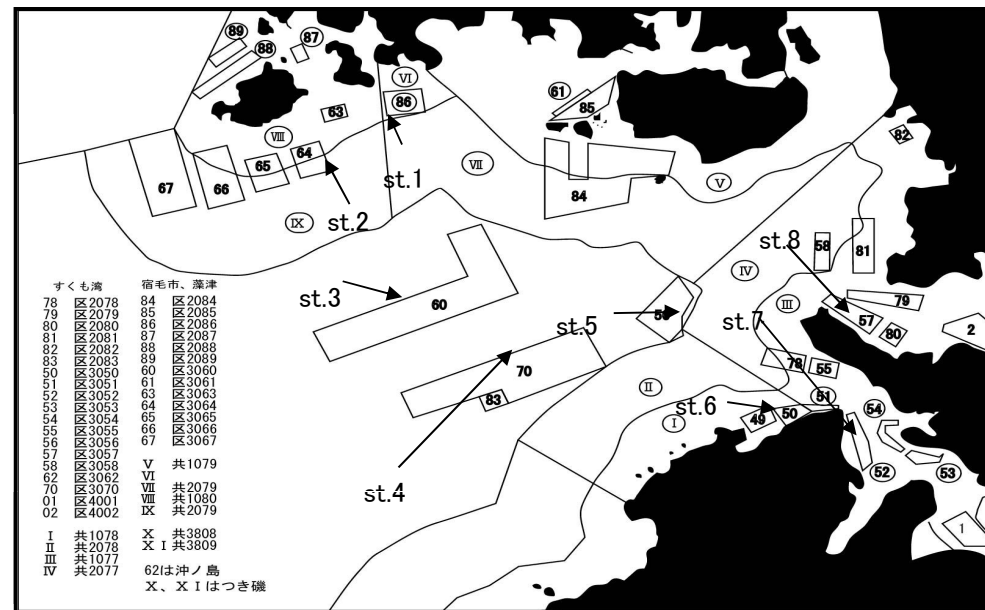 89
87
88
Ⅵ
86
61
85
63
Ⅷ
82
64
65
st.1
Ⅶ
67
66
84
Ⅴ
st.2
Ⅸ
st.8
58
81
Ⅳ
st.3
60
79
Ⅲ
57
2
st.5
st.7
80
70
78
55
Ⅱ
83
st.6
51
49
50
54
Ⅰ
52
53
st.4
1
すくも湾
78 区2078
79 区2079
80 区2080
81 区2081
82 区2082
83 区2083
50 区3050
51 区3051
52 区3052
53 区3053
54 区3054
55 区3055
56 区3056
57 区3057
58 区3058
62 区3062
70 区3070
01 区4001
02 区4002
Ⅰ 共1078
Ⅱ 共2078
Ⅲ 共1077
Ⅳ 共2077
宿毛市、藻津
84 区2084
85 区2085
86 区2086
87 区2087
88 区2088
89 区2089
60 区3060
61 区3061
63 区3063
64 区3064
65 区3065
66 区3066
67 区3067
Ⅴ 共1079
Ⅵ
Ⅶ 共2079
Ⅷ 共1080
Ⅸ 共2079
Ⅹ 共3808
ⅩⅠ 共3809
62は沖ノ島
Ⅹ、ⅩⅠはつき磯